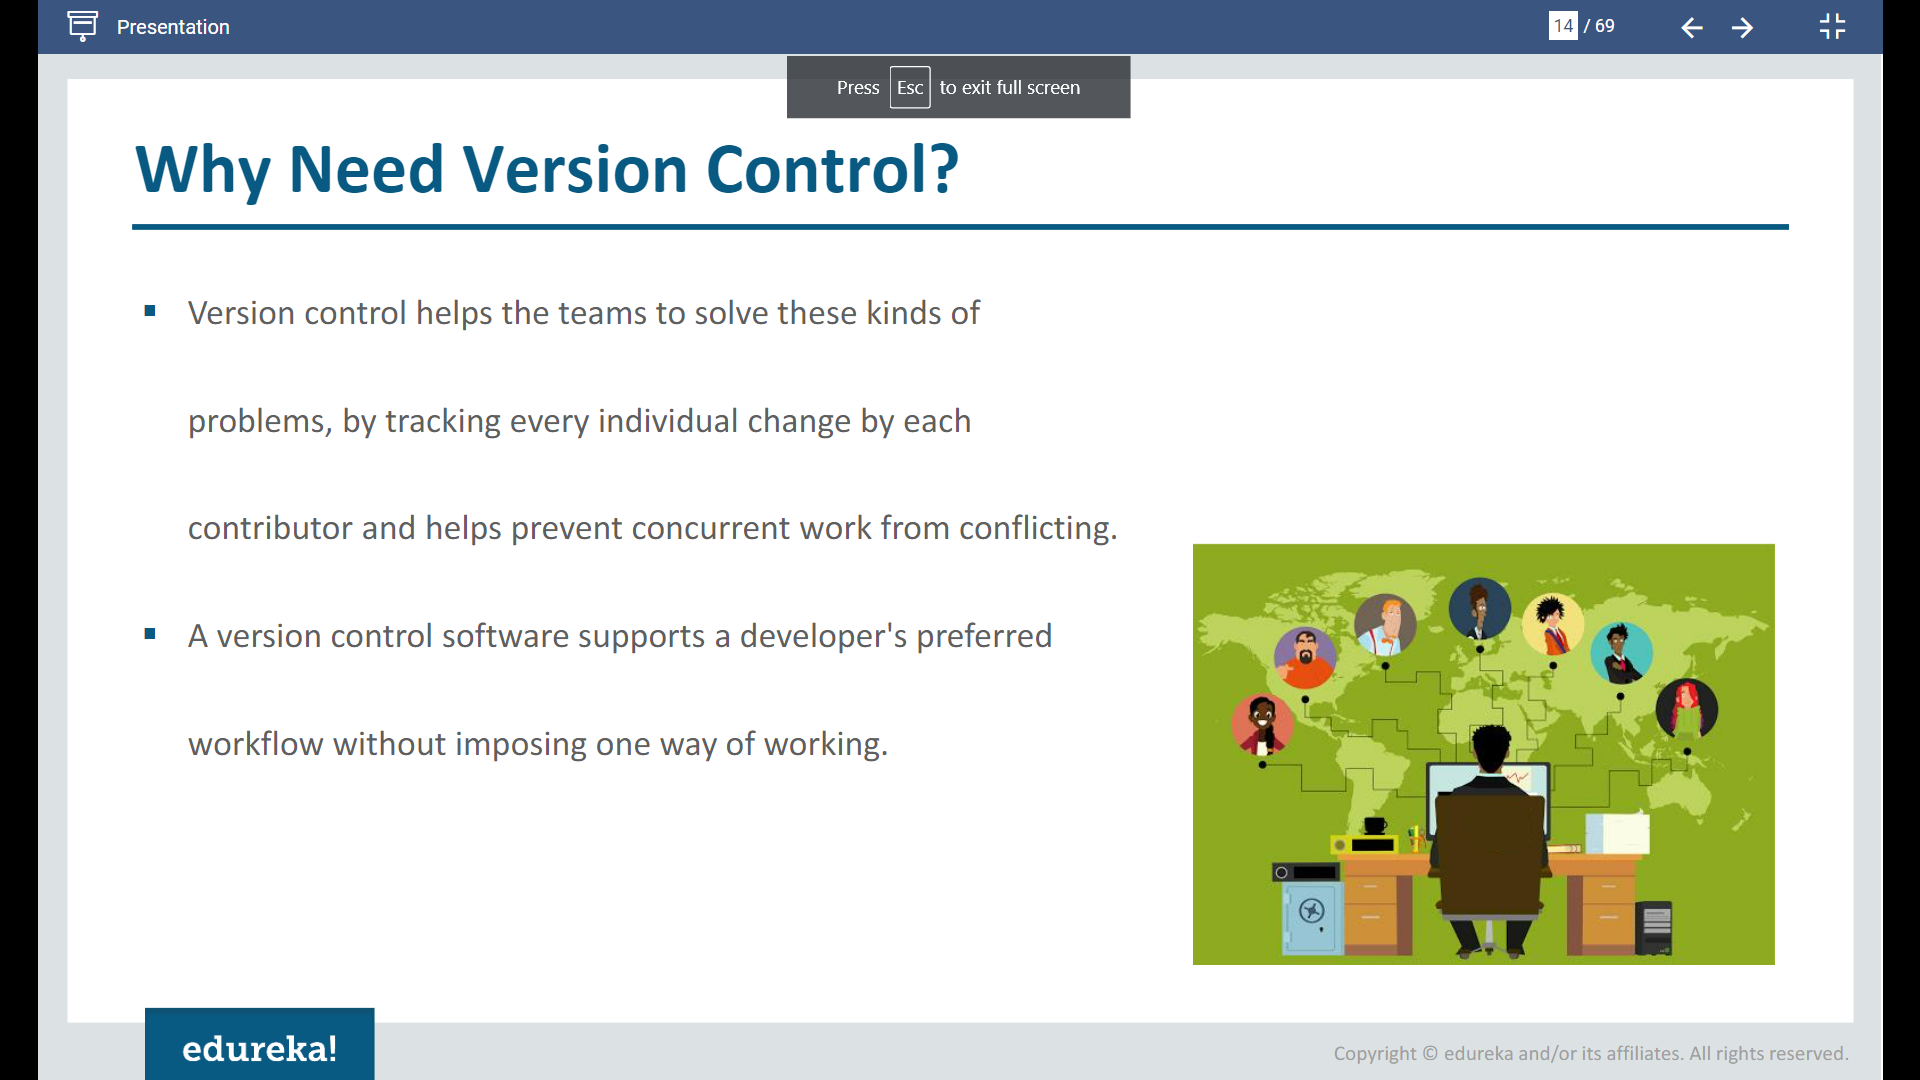 Presentation
14 / 69
Press Esc to exit full screen
Why Need Version Control?
Version control helps the teams to solve these kinds of
problems, by tracking every individual change by each
contributor and helps prevent concurrent work from conflicting.
A version control software supports a developer's preferred
workflow without imposing one way of working.
edureka!
Copyright © edureka and/or its affiliates. All rights reserved.